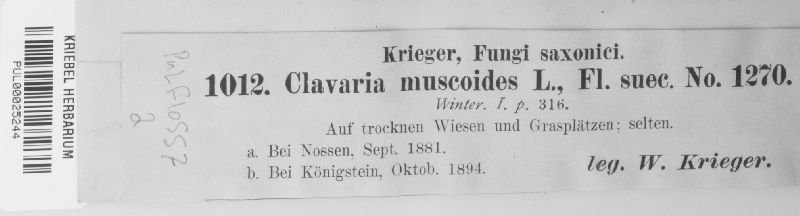 KRIEBEL HERBARIUM
PUL00025244
PuLF10557
2
Krieger, Fungi saxonici.
1012. Clavaria muscoides L., Fl. suec. No. 1270.
Winter. I. p. 316.
Auf trocknen Wiesen und Grasplätzen; selten.
a. Bei Nossen, Sept. 1881.
b. Bei Königstein, Oktob. 1894.
leg. W. Krieger.